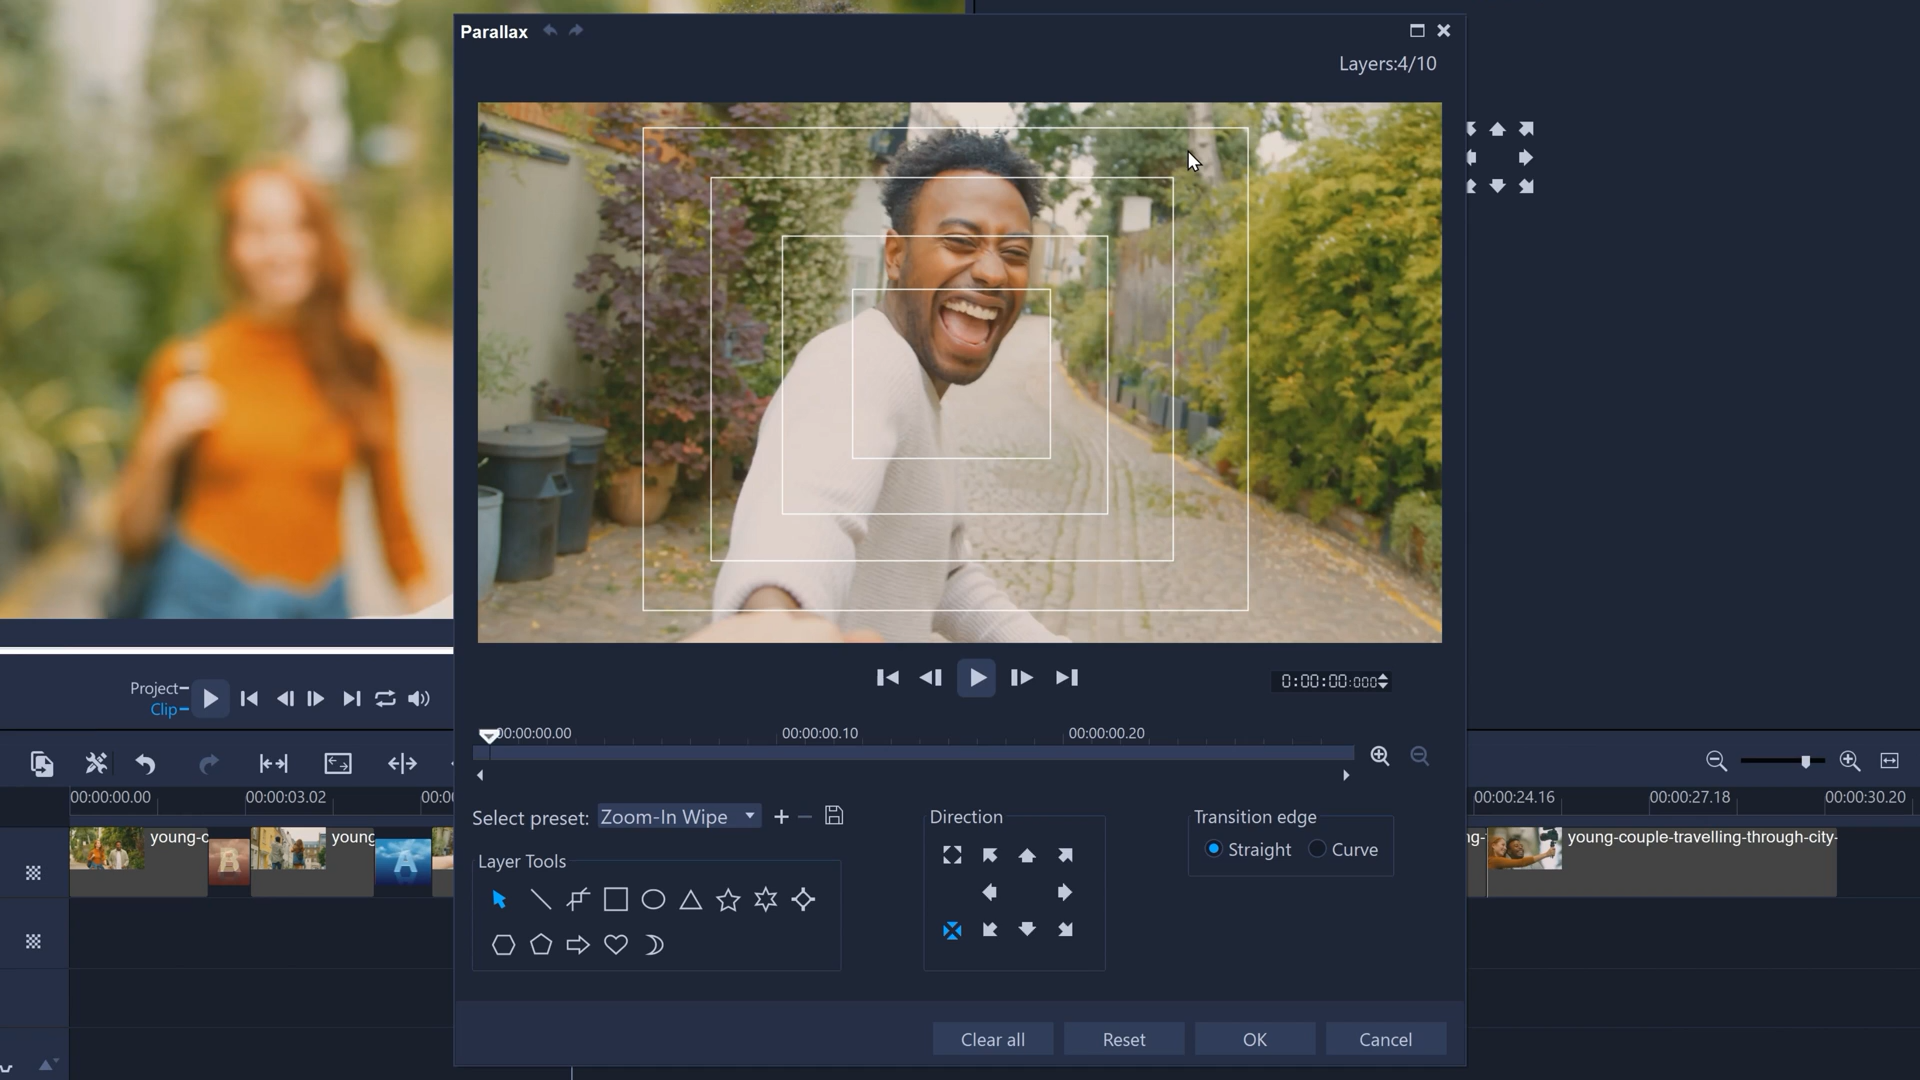 Parallax
Layers:4/10
Project
Clip
0:00:00:000
00:00:00.00
00:00:00.10
00:00:00.20
00:00:00.00
00:00:03.02
00:00
00:00:24.16
00:00:27.18
00:00:30.20
young-c
B
young
A
ng-
young-couple-travelling-through-city-
Select preset:
Zoom-In Wipe
Layer Tools
Direction
Transition edge
Straight
Curve
Clear all
Reset
OK
Cancel